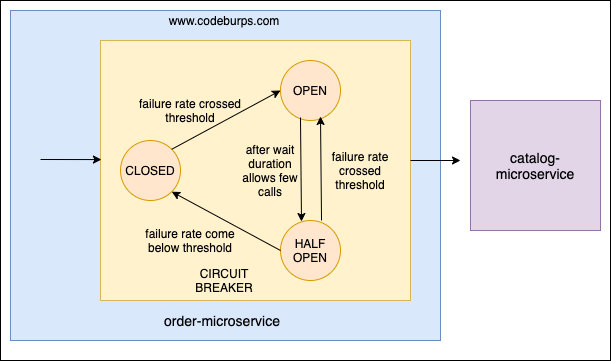 www.codeburps.com
OPEN
failure rate crossed
threshold
after wait
duration
allows few
calls
failure rate
crossed
threshold
CLOSED
catalog-
microservice
failure rate come
below threshold
HALF
OPEN
CIRCUIT
BREAKER
order-microservice